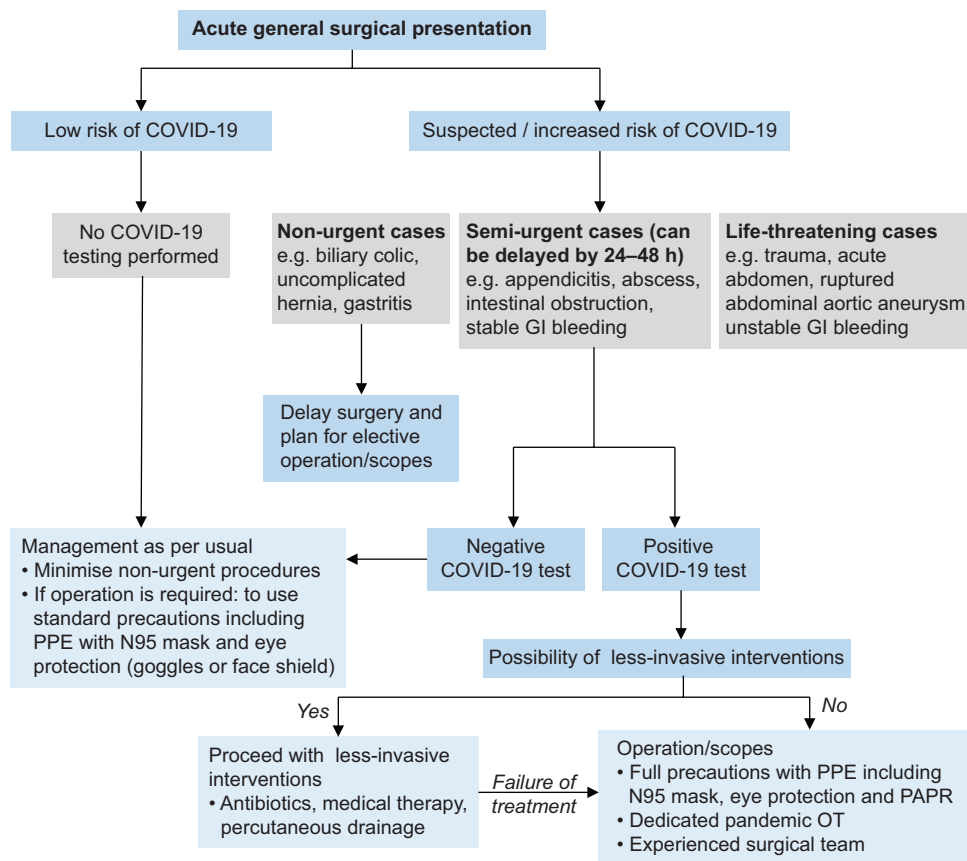 Acute general surgical presentation
Low risk of COVID-19
Suspected / increased risk of COVID-19
No COVID-19
testing performed
Non-urgent cases
e.g. biliary colic,
uncomplicated
hernia, gastritis
Semi-urgent cases (can
be delayed by 24–48 h)
e.g. appendicitis, abscess,
intestinal obstruction,
stable GI bleeding
Life-threatening cases
e.g. trauma, acute
abdomen, ruptured
abdominal aortic aneurysm
unstable GI bleeding
Delay surgery and
plan for elective
operation/scopes
Management as per usual
• Minimise non-urgent procedures
• If operation is required: to use
standard precautions including
PPE with N95 mask and eye
protection (goggles or face shield)
Negative
COVID-19 test
Positive
COVID-19 test
Possibility of less-invasive interventions
Yes
No
Proceed with less-invasive
interventions
• Antibiotics, medical therapy,
percutaneous drainage
Failure of
treatment
Operation/scopes
• Full precautions with PPE including
N95 mask, eye protection and PAPR
• Dedicated pandemic OT
• Experienced surgical team